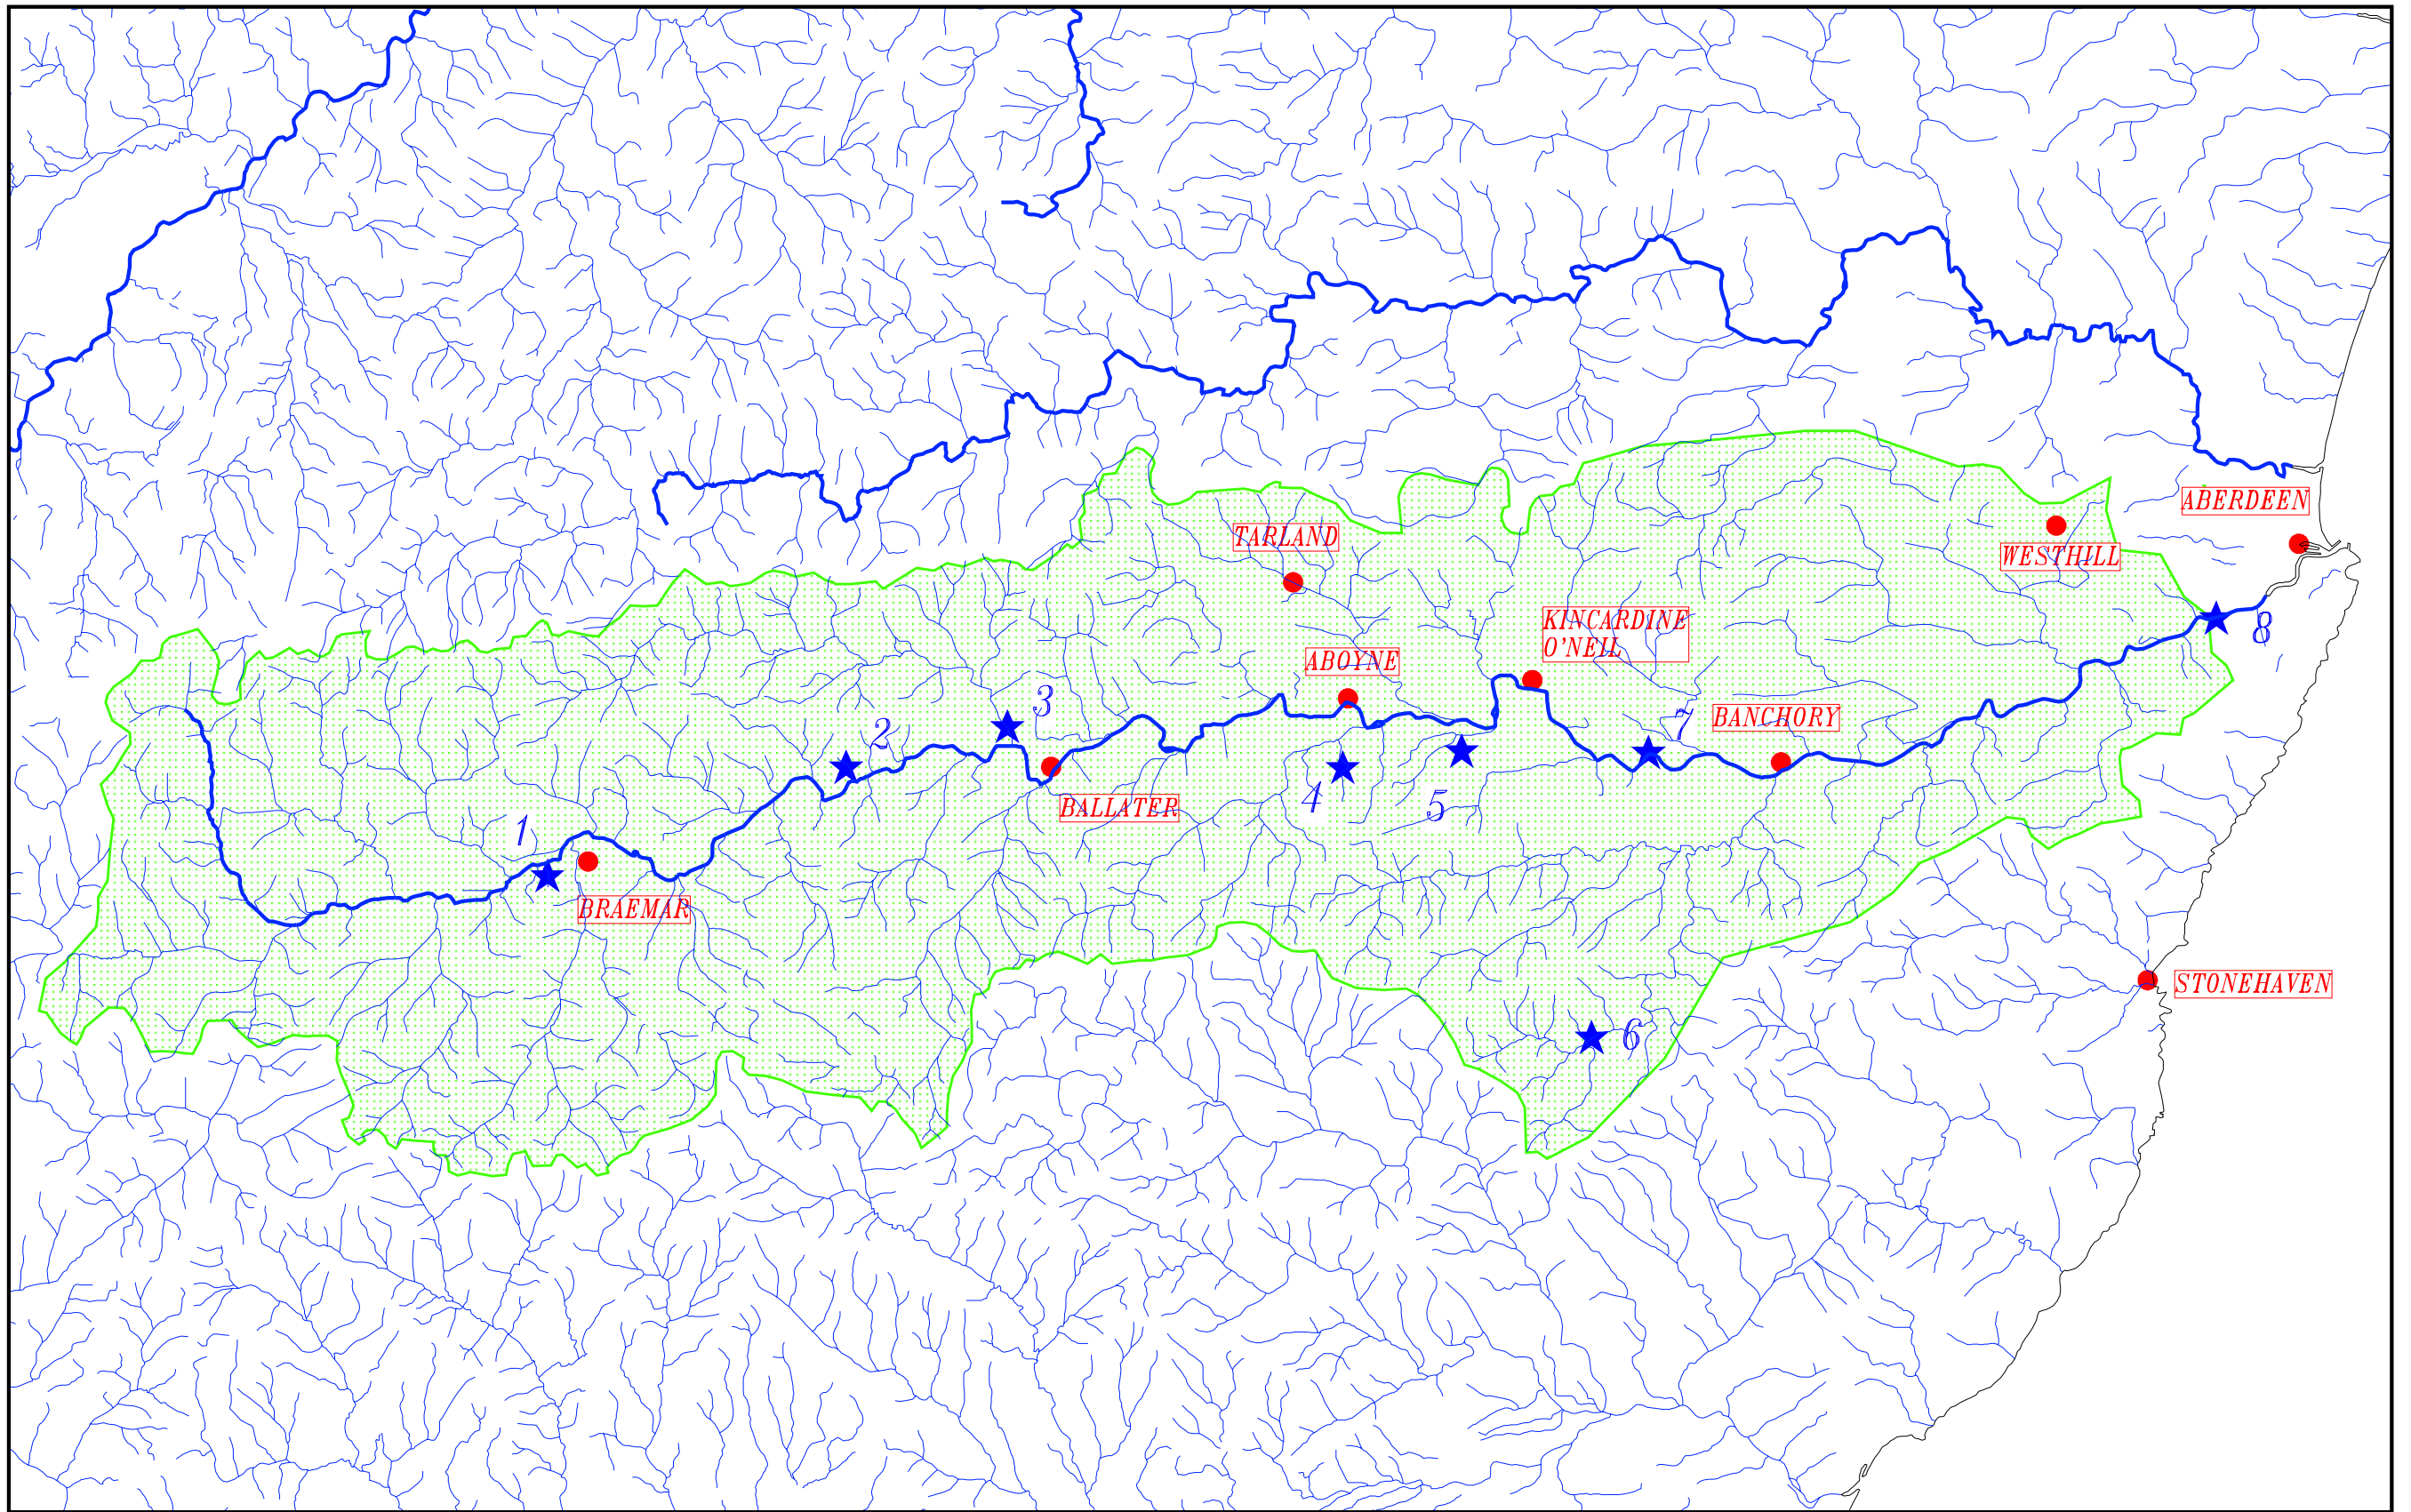 ABERDEEN
TARLAND
WESTHILL
KINCARDINE
O'NEIL
8
ABOYNE
3
7
BANCHORY
2
BALLATER
4
5
1
BRAEMAR
STONEHAVEN
6